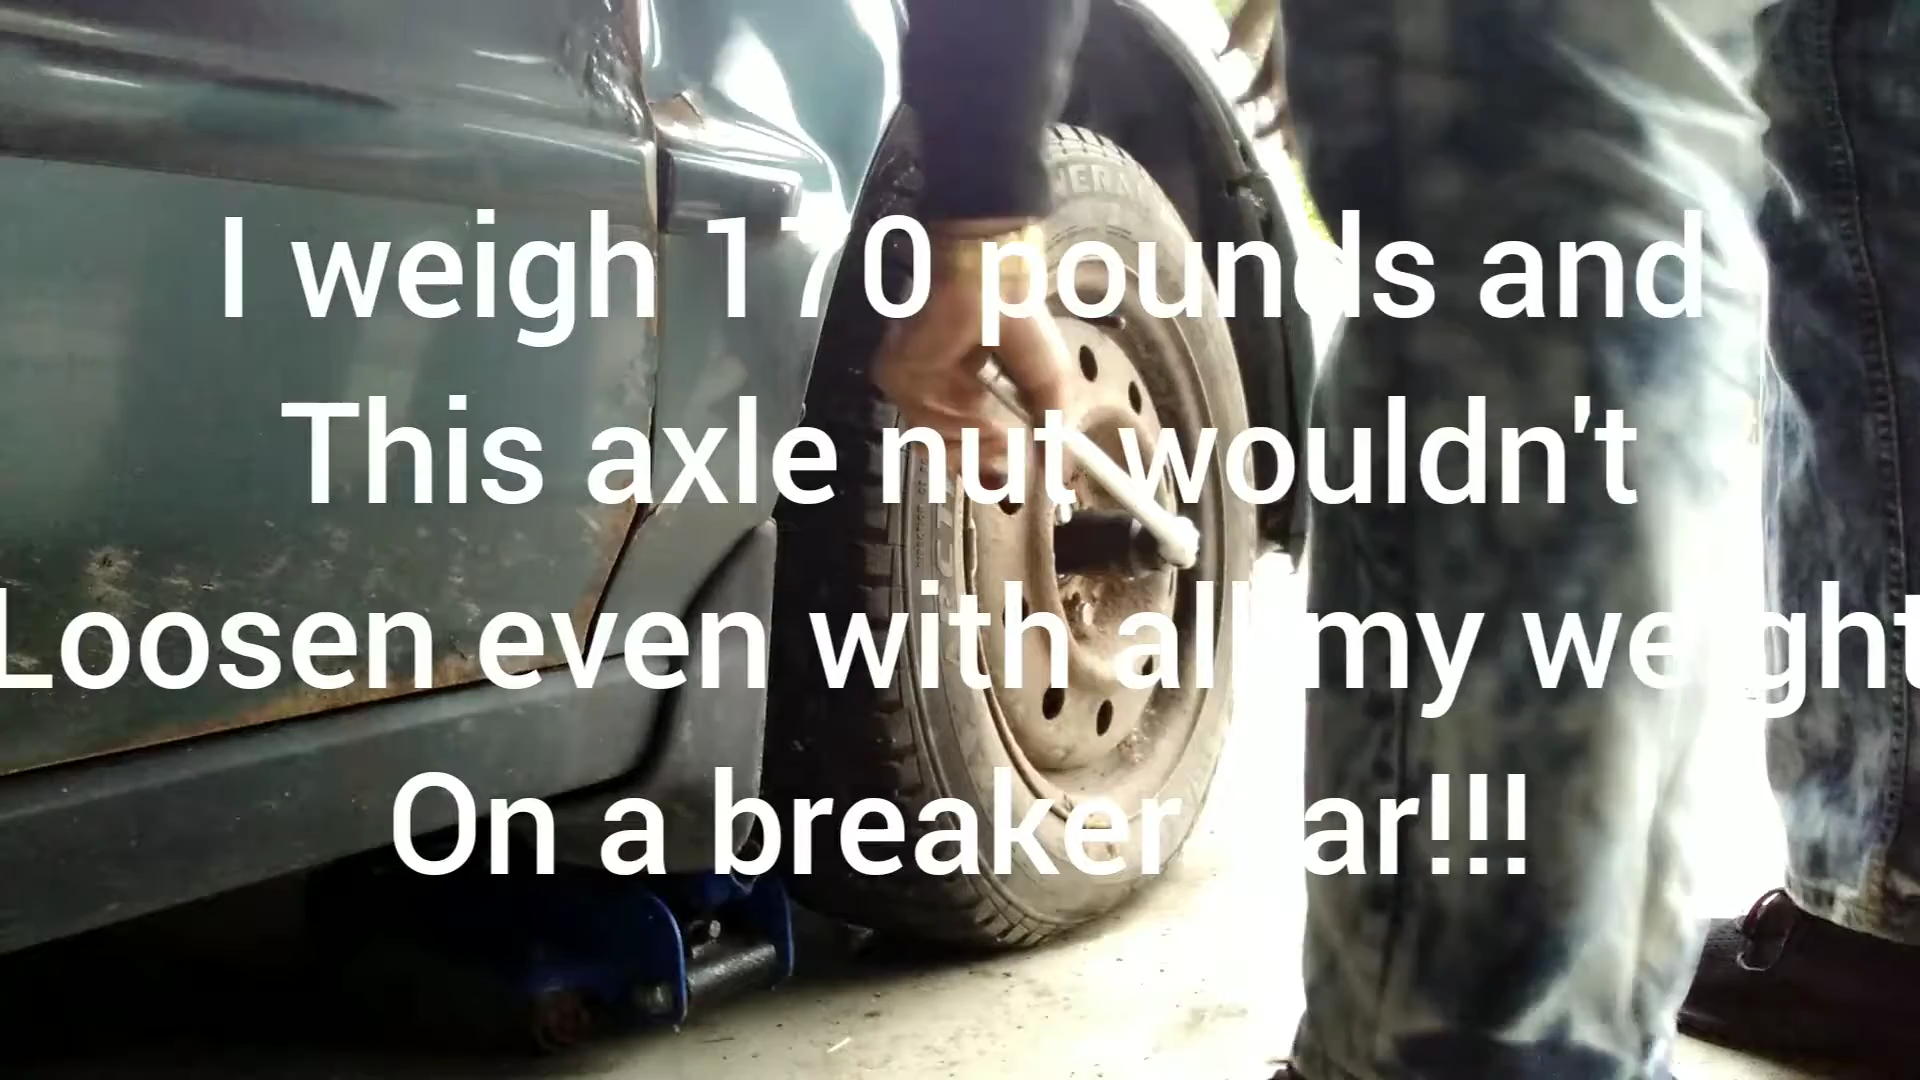 I weigh 170 pounds and
This axle nut wouldn't
Loosen even with all my weight
On a breaker bar!!!